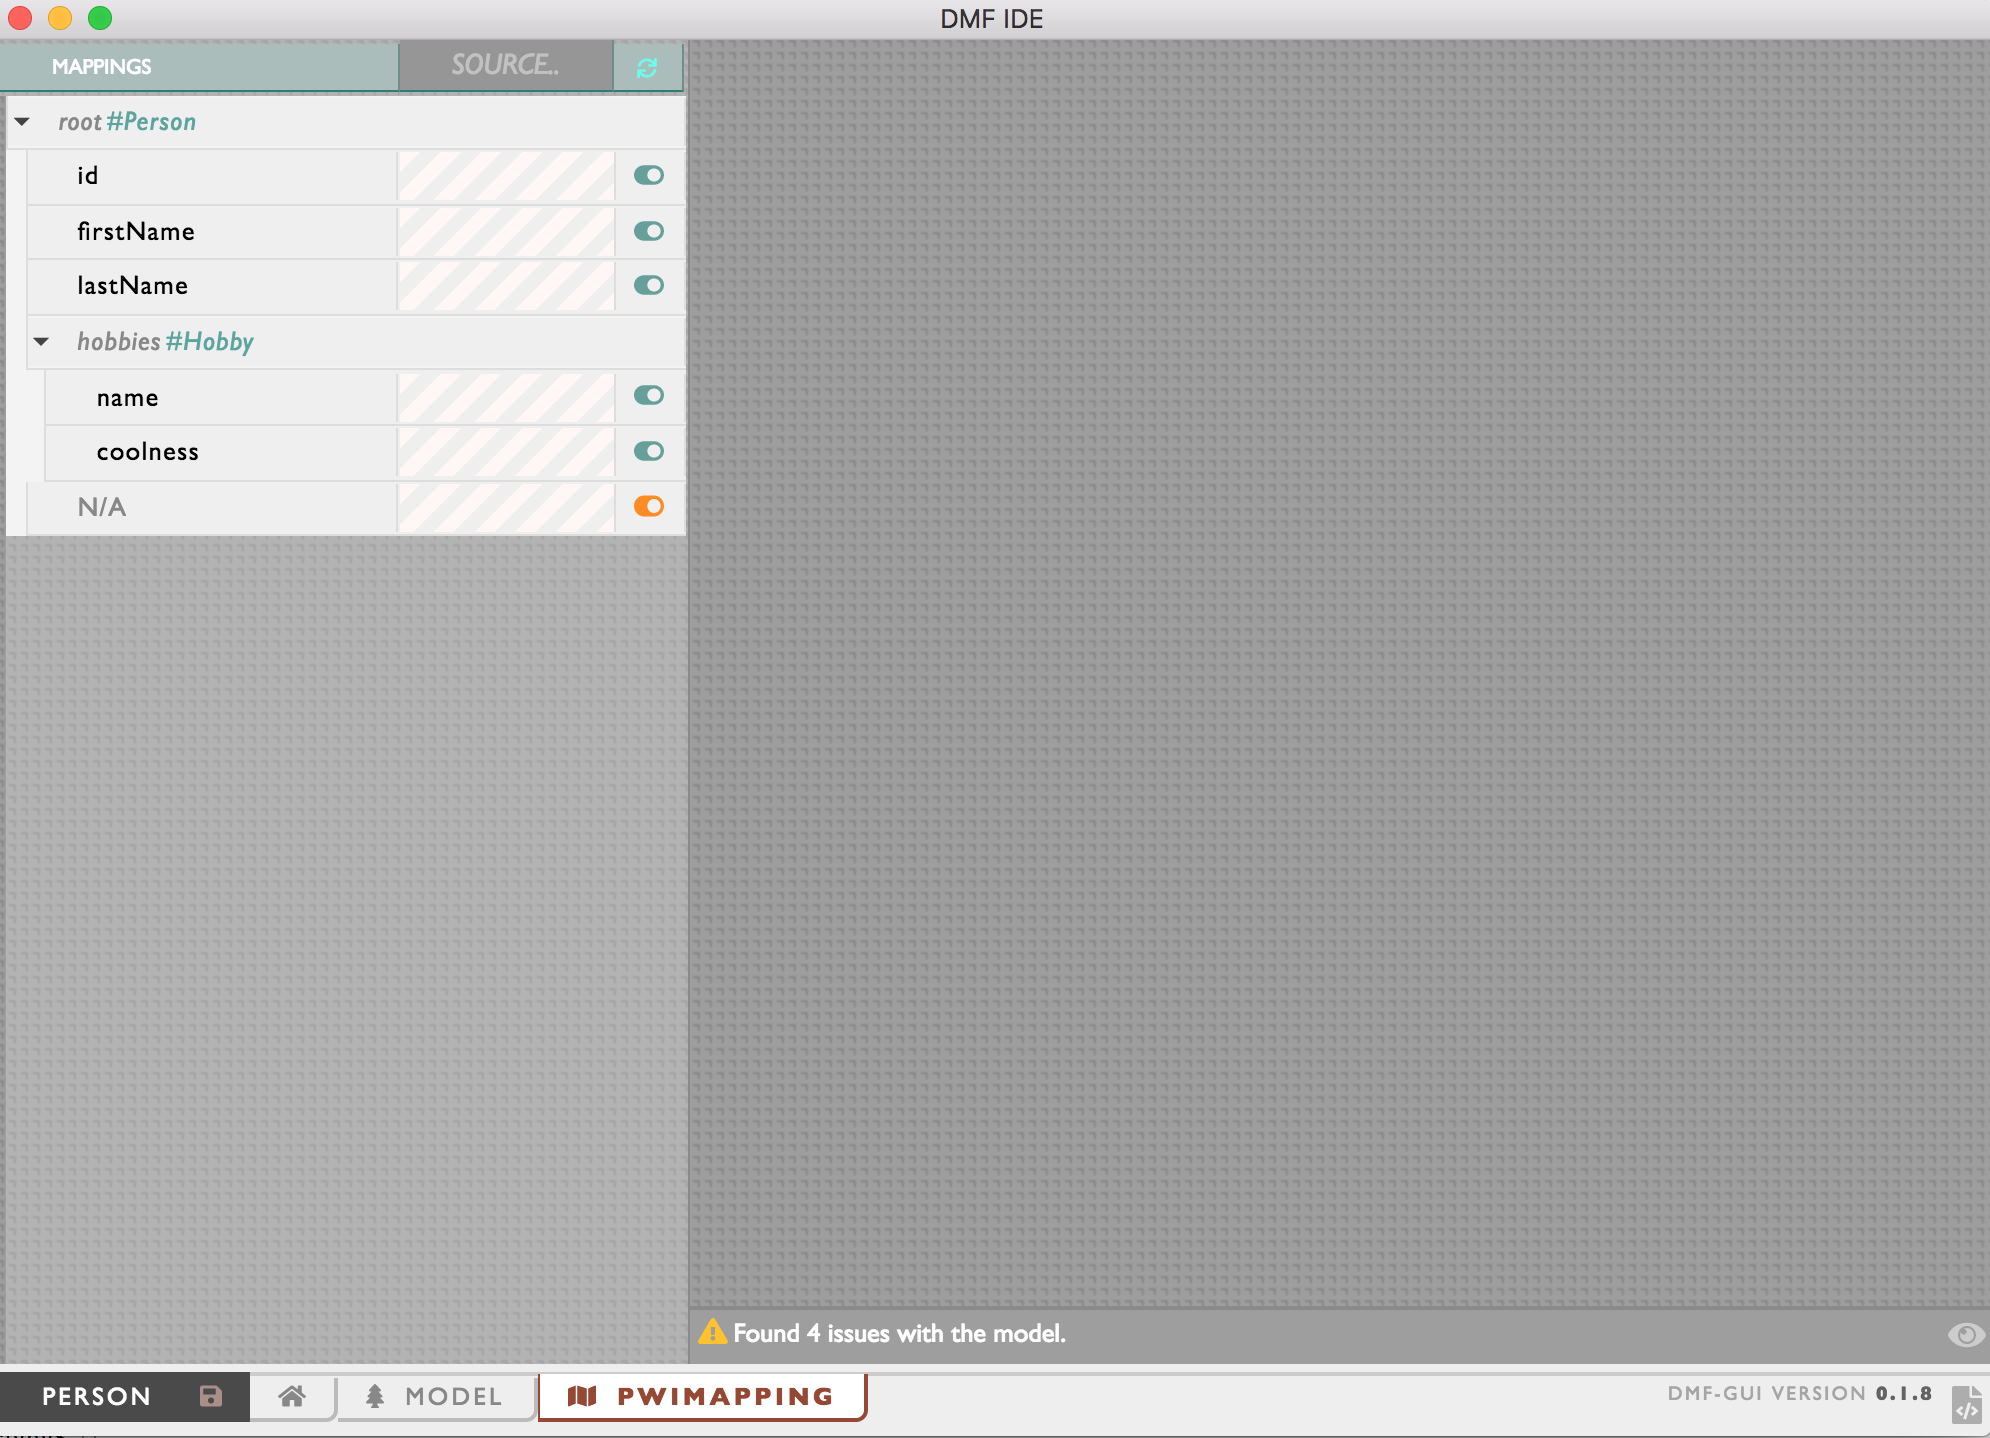 DMF IDE
MAPPINGS SOURCE..
root #Person
id
firstName
lastName
hobbies #Hobby
name
coolness
N/A
Found 4 issues with the model.
PERSON MODEL PWIMAPPING DMF-GUI VERSION 0.1.8